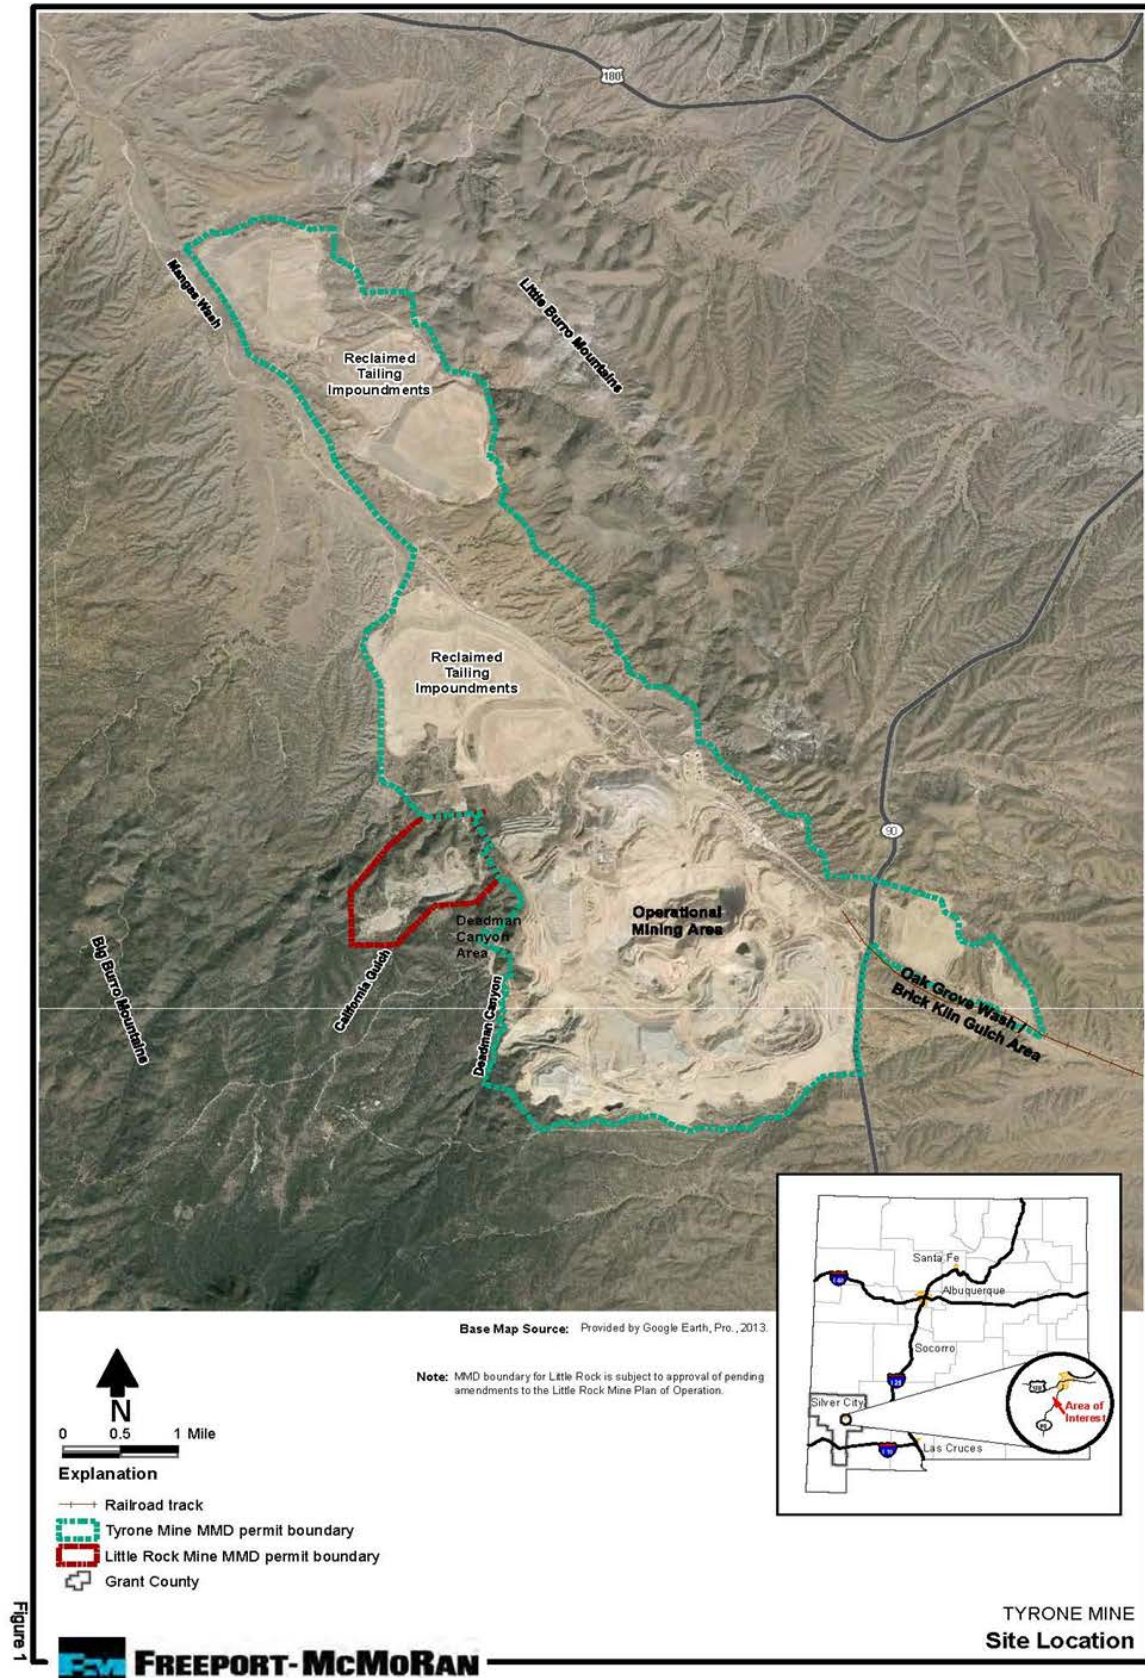 180
Mangas Wash
Little Burro Mountains
Reclaimed
Tailing
Impoundments
Reclaimed
Tailing
Impoundments
90
Operational
Mining Area
Deadman
Canyon
Area
Big Burro Mountains
California Gulch
Deadman Canyon
Oak Grove Wash /
Brick Kiln Gulch Area
Santa Fe
Albuquerque
Socorro
Silver City
Las Cruces
Area of
Interest
Base Map Source: Provided by Google Earth, Pro., 2013.
Note: MMD boundary for Little Rock is subject to approval of pending
amendments to the Little Rock Mine Plan of Operation.
N
0 0.5 1 Mile
Explanation
Railroad track
Tyrone Mine MMD permit boundary
Little Rock Mine MMD permit boundary
Grant County
Figure 1
TYRONE MINE
Site Location
FREEPORT-McMoRAN